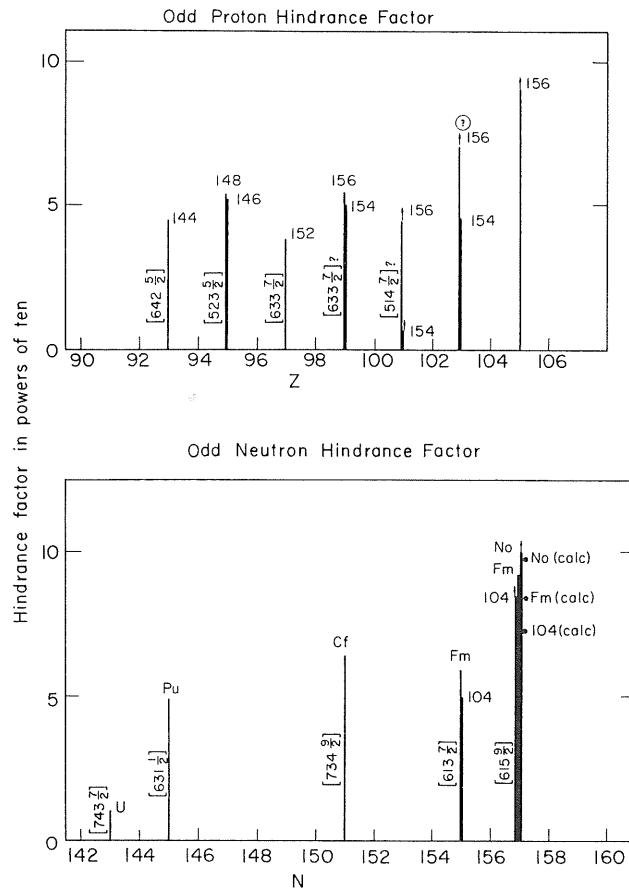 Odd Proton Hindrance Factor
10
5
0
156
?
156
148
156
144
146
154
156
154
152
154
[642 5/2]
[523 5/2]
[633 7/2]
[633 7/2]?
[514 7/2]?
90 92 94 96 98 100 102 104 106
Z
Hindrance factor in powers of ten
Odd Neutron Hindrance Factor
10
5
0
No
No (calc)
Fm
104
Fm (calc)
104 (calc)
Cf
Fm
Pu
104
U
[743 7/2]
[631 1/2]
[734 9/2]
[613 7/2]
[615 9/2]
142 144 146 148 150 152 154 156 158 160
N